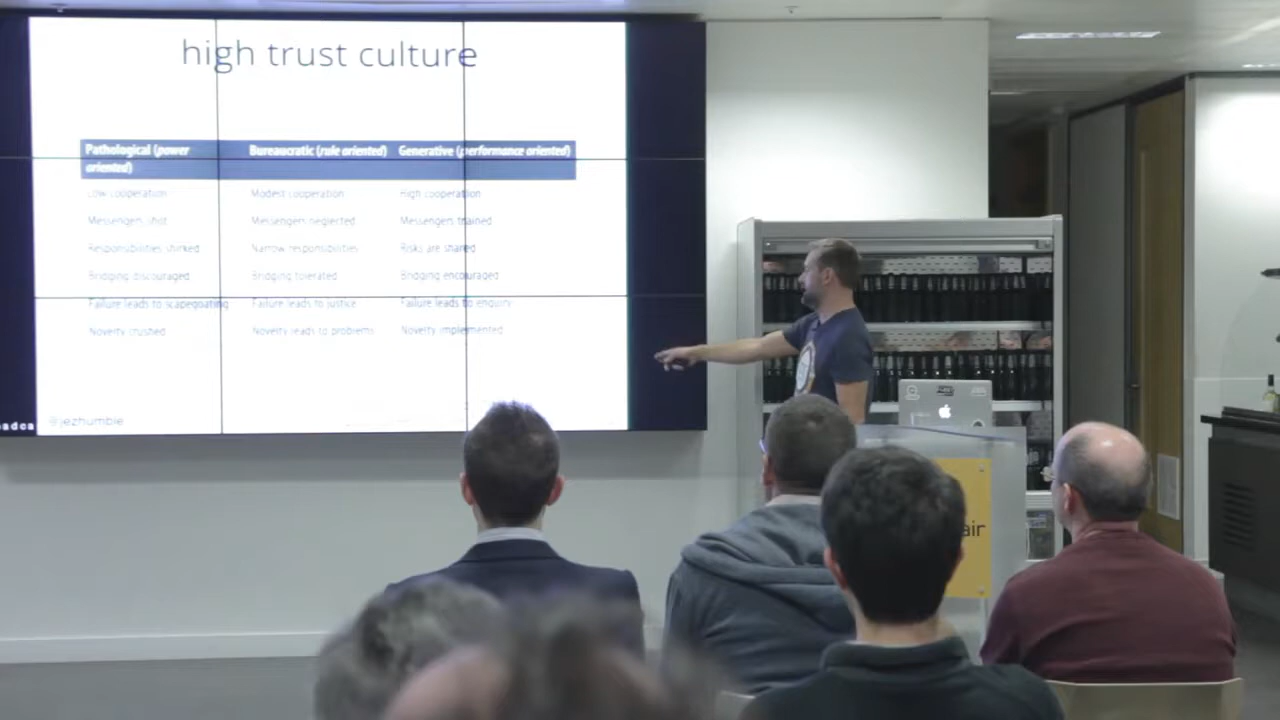 high trust culture
Pathological (power Bureaucratic (rule oriented) Generative (performance oriented)
oriented)
Low cooperation Modest cooperation High cooperation
Messengers shot Messengers neglected Messengers trained
Responsibilities shirked Narrow responsibilities Risks are shared
Bridging discouraged Bridging tolerated Bridging encouraged
Failure leads to scapegoating Failure leads to justice Failure leads to enquiry
Novelty crushed Novelty leads to problems Novelty implemented
@jezhumble
adca
air